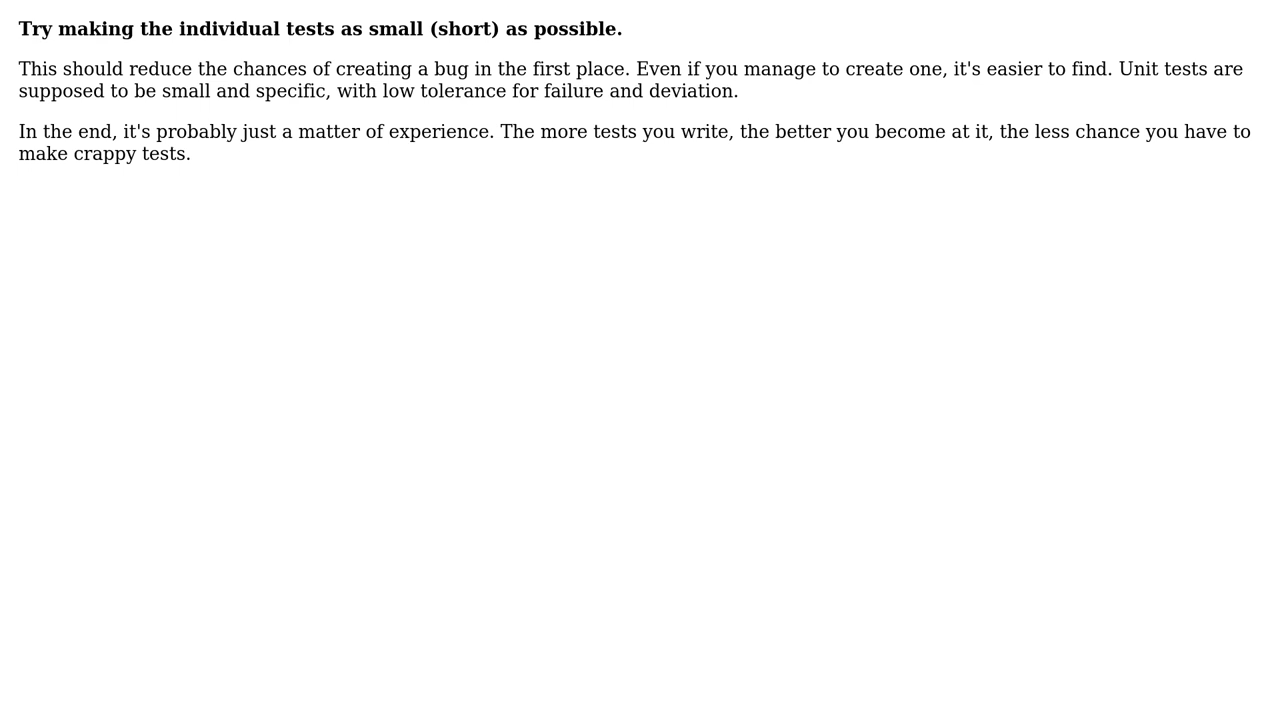 Try making the individual tests as small (short) as possible.
This should reduce the chances of creating a bug in the first place. Even if you manage to create one, it's easier to find. Unit tests are
supposed to be small and specific, with low tolerance for failure and deviation.
In the end, it's probably just a matter of experience. The more tests you write, the better you become at it, the less chance you have to
make crappy tests.